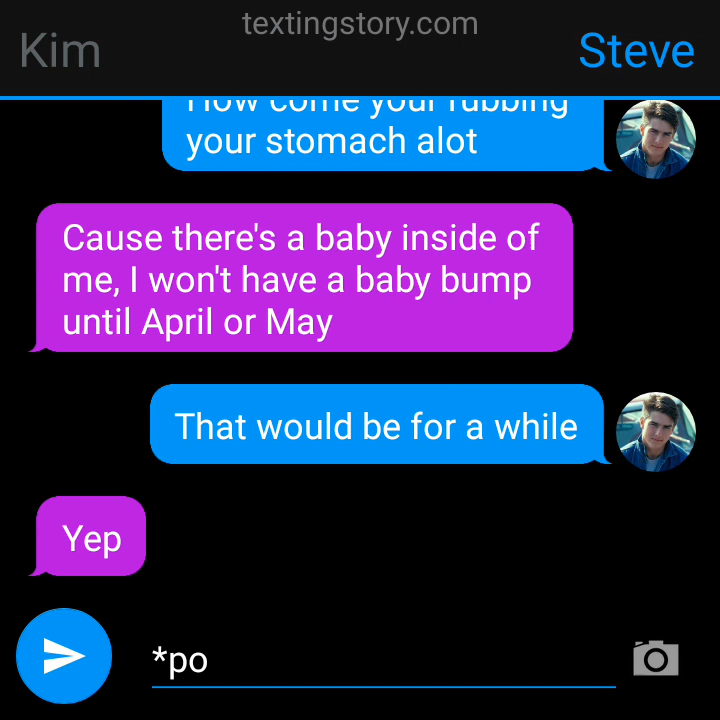 textingstory.com
Kim
Steve
How come your rubbing
your stomach alot
Cause there's a baby inside of
me, I won't have a baby bump
until April or May
That would be for a while
Yep
*po